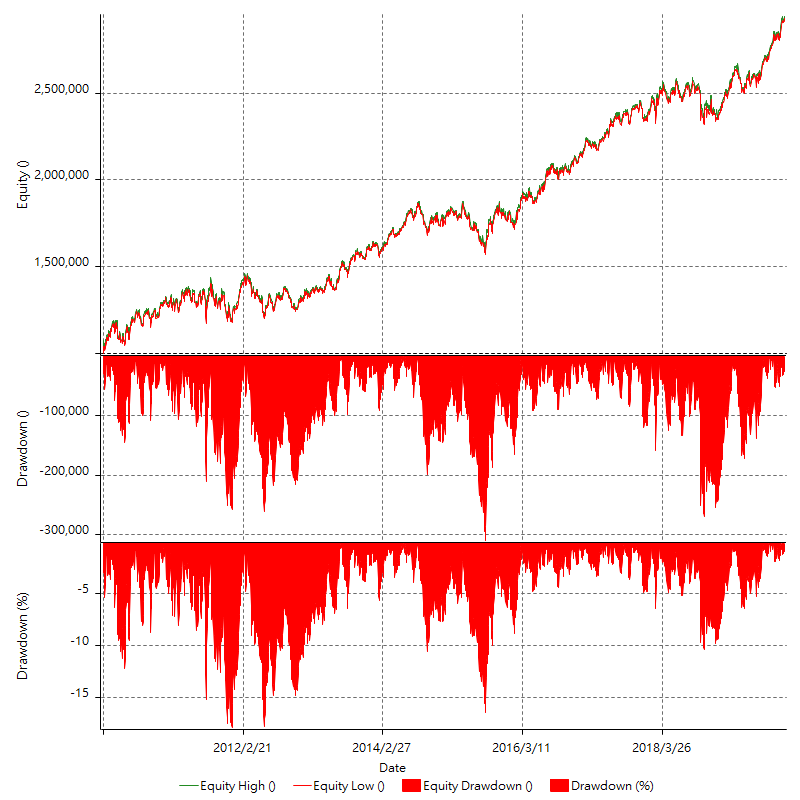 2,500,000
2,000,000
1,500,000
Equity ()
-100,000
-200,000
-300,000
Drawdown ()
-5
-10
-15
Drawdown (%)
2012/2/21
2014/2/27
2016/3/11
2018/3/26
Date
Equity High ()
Equity Low ()
Equity Drawdown ()
Drawdown (%)